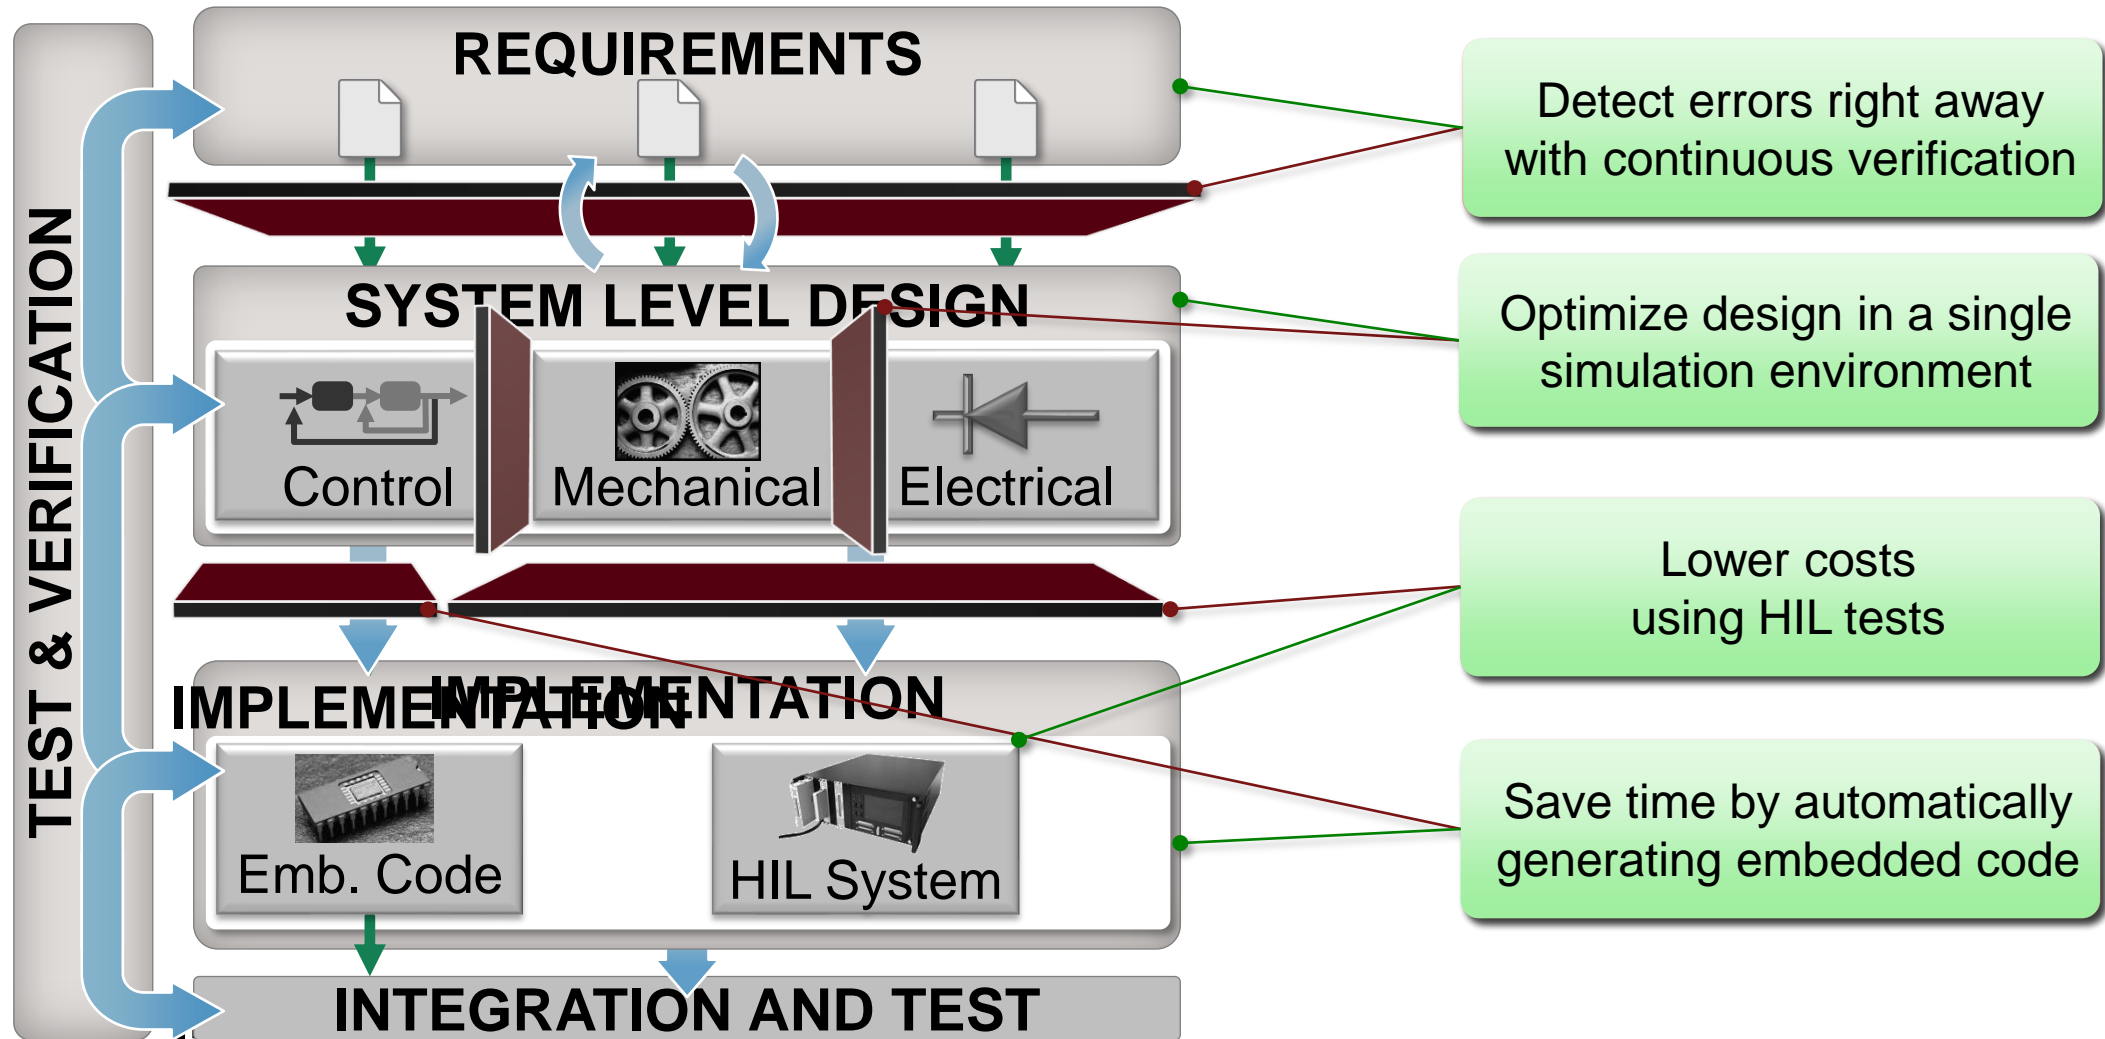 TEST & VERIFICATION
REQUIREMENTS
SYSTEM LEVEL DESIGN
Control
Mechanical
Electrical
IMPLEMENTATION
IMPLEMENTATION
Emb. Code
HIL System
INTEGRATION AND TEST
Detect errors right away
with continuous verification
Optimize design in a single
simulation environment
Lower costs
using HIL tests
Save time by automatically
generating embedded code